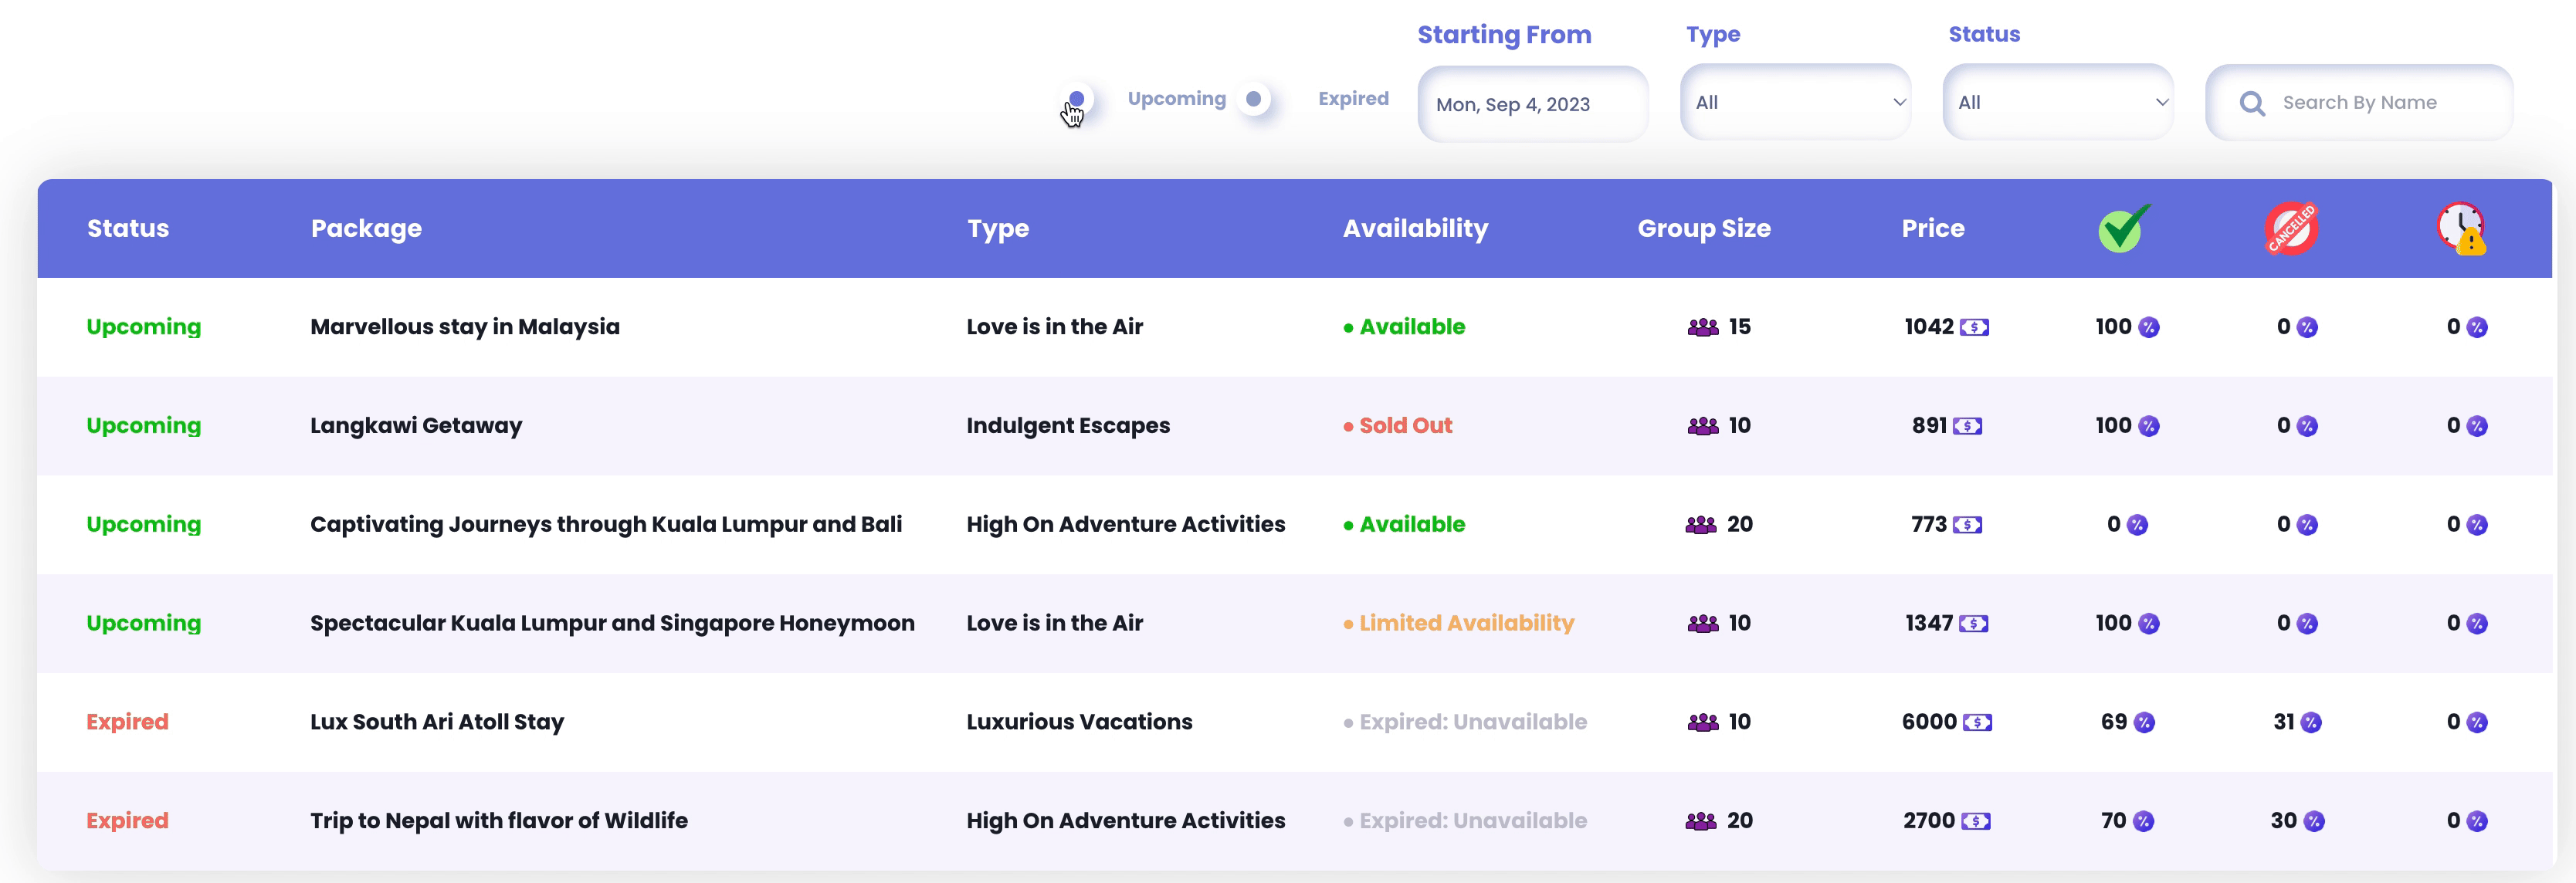 Starting From Type Status
Upcoming Expired Mon, Sep 4, 2023 All All Search By Name
Status Package Type Availability Group Size Price CANCELLED
Upcoming Marvellous stay in Malaysia Love is in the Air • Available 15 1042 $ 100 % 0 % 0 %
Upcoming Langkawi Getaway Indulgent Escapes • Sold Out 10 891 $ 100 % 0 % 0 %
Upcoming Captivating Journeys through Kuala Lumpur and Bali High On Adventure Activities • Available 20 773 $ 0 % 0 % 0 %
Upcoming Spectacular Kuala Lumpur and Singapore Honeymoon Love is in the Air • Limited Availability 10 1347 $ 100 % 0 % 0 %
Expired Lux South Ari Atoll Stay Luxurious Vacations • Expired: Unavailable 10 6000 $ 69 % 31 % 0 %
Expired Trip to Nepal with flavor of Wildlife High On Adventure Activities • Expired: Unavailable 20 2700 $ 70 % 30 % 0 %